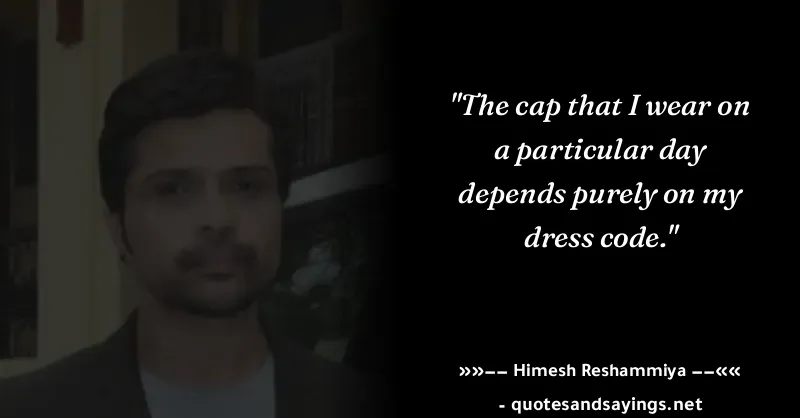 "The cap that I wear on
a particular day
depends purely on my
dress code."
»»−− Himesh Reshammiya −−««
- quotesandsayings.net